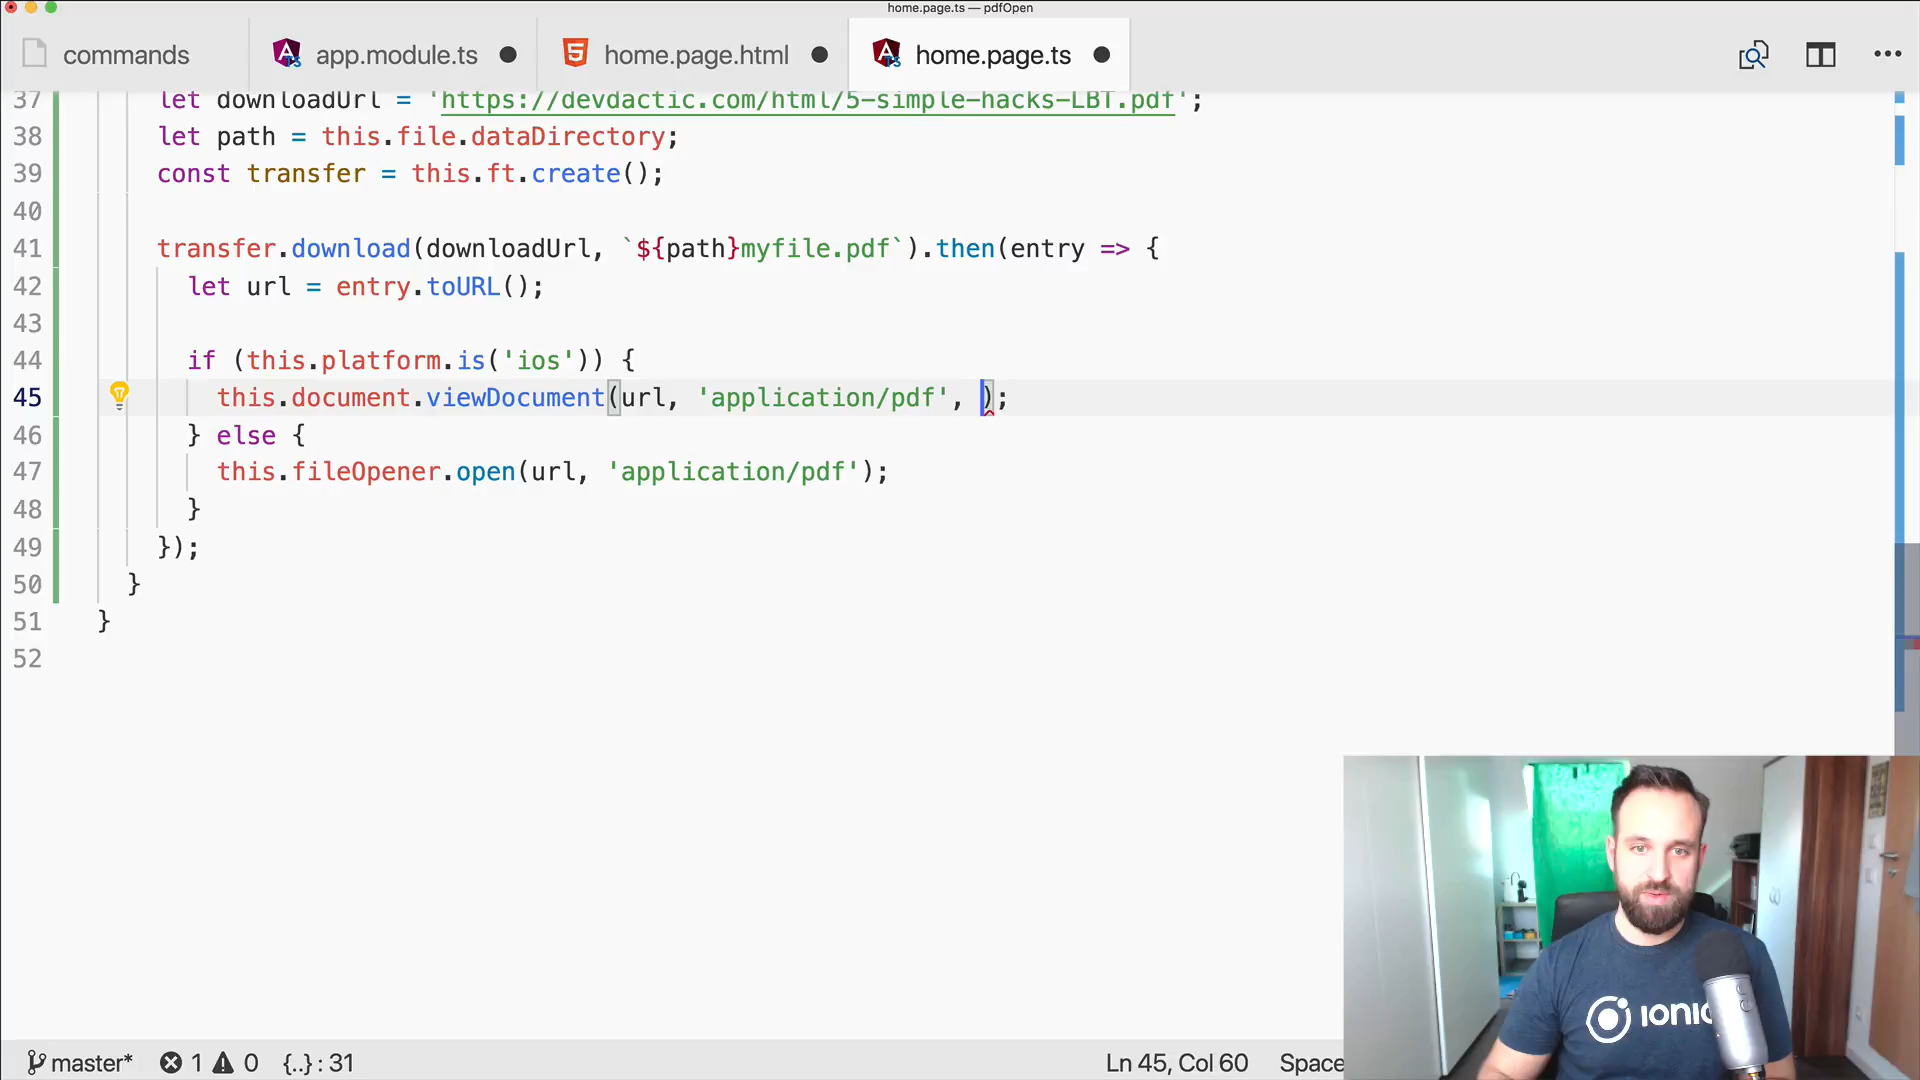 home.page.ts — pdfOpen
commands
app.module.ts
home.page.html
home.page.ts
37 let downloadUrl = 'https://devdactic.com/html/5-simple-hacks-LBT.pdf';
38 let path = this.file.dataDirectory;
39 const transfer = this.ft.create();
40
41 transfer.download(downloadUrl, `${path}myfile.pdf`).then(entry => {
42 let url = entry.toURL();
43
44 if (this.platform.is('ios')) {
45 this.document.viewDocument(url, 'application/pdf', );
46 } else {
47 this.fileOpener.open(url, 'application/pdf');
48 }
49 });
50 }
51 }
52
ionic
master* 1 0 {..} : 31 Ln 45, Col 60 Space